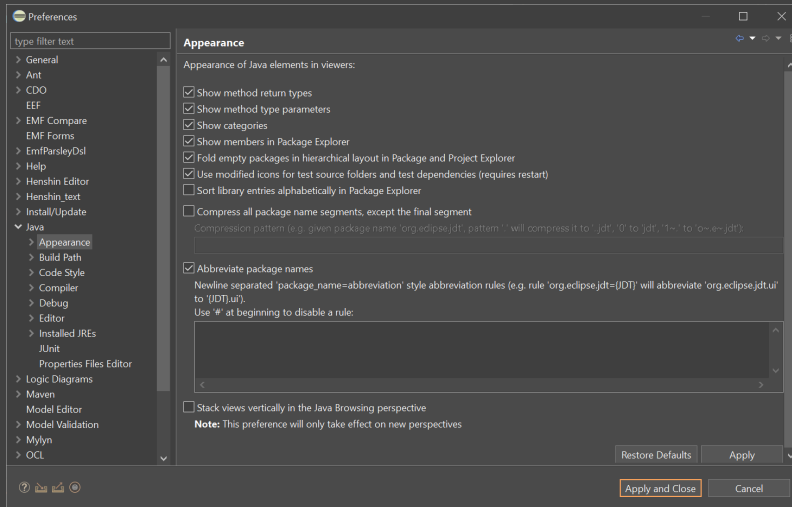 Preferences
type filter text
General
Ant
CDO
EEF
EMF Compare
EMF Forms
EmfParsleyDsl
Help
Henshin Editor
Henshin_text
Install/Update
Java
Appearance
Build Path
Code Style
Compiler
Debug
Editor
Installed JREs
JUnit
Properties Files Editor
Logic Diagrams
Maven
Model Editor
Model Validation
Mylyn
OCL
Appearance
Appearance of Java elements in viewers:
Show method return types
Show method type parameters
Show categories
Show members in Package Explorer
Fold empty packages in hierarchical layout in Package and Project Explorer
Use modified icons for test source folders and test dependencies (requires restart)
Sort library entries alphabetically in Package Explorer
Compress all package name segments, except the final segment
Compression pattern (e.g. given package name 'org.eclipse.jdt', pattern '.' will compress it to '..jdt', '0' to 'jdt', '1~.' to 'o~.e~.jdt'):
Abbreviate package names
Newline separated 'package_name=abbreviation' style abbreviation rules (e.g. rule 'org.eclipse.jdt={JDT}' will abbreviate 'org.eclipse.jdt.ui'
to '{JDT}.ui').
Use '#' at beginning to disable a rule:
Stack views vertically in the Java Browsing perspective
Note: This preference will only take effect on new perspectives
Restore Defaults
Apply
Apply and Close
Cancel